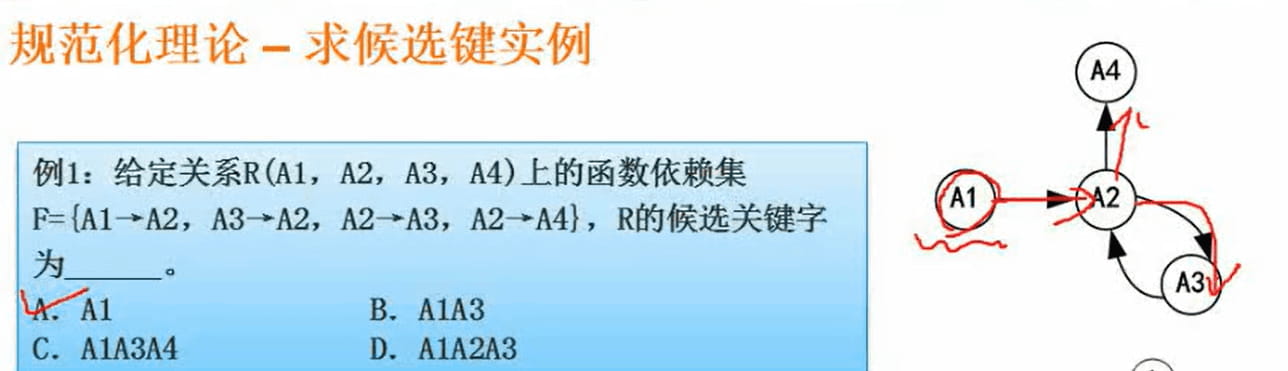 规范化理论 – 求候选键实例
例1: 给定关系R(A1, A2, A3, A4)上的函数依赖集
F={A1→A2, A3→A2, A2→A3, A2→A4}, R的候选关键字
为______。
A. A1
B. A1A3
C. A1A3A4
D. A1A2A3
A4
A1
A2
A3